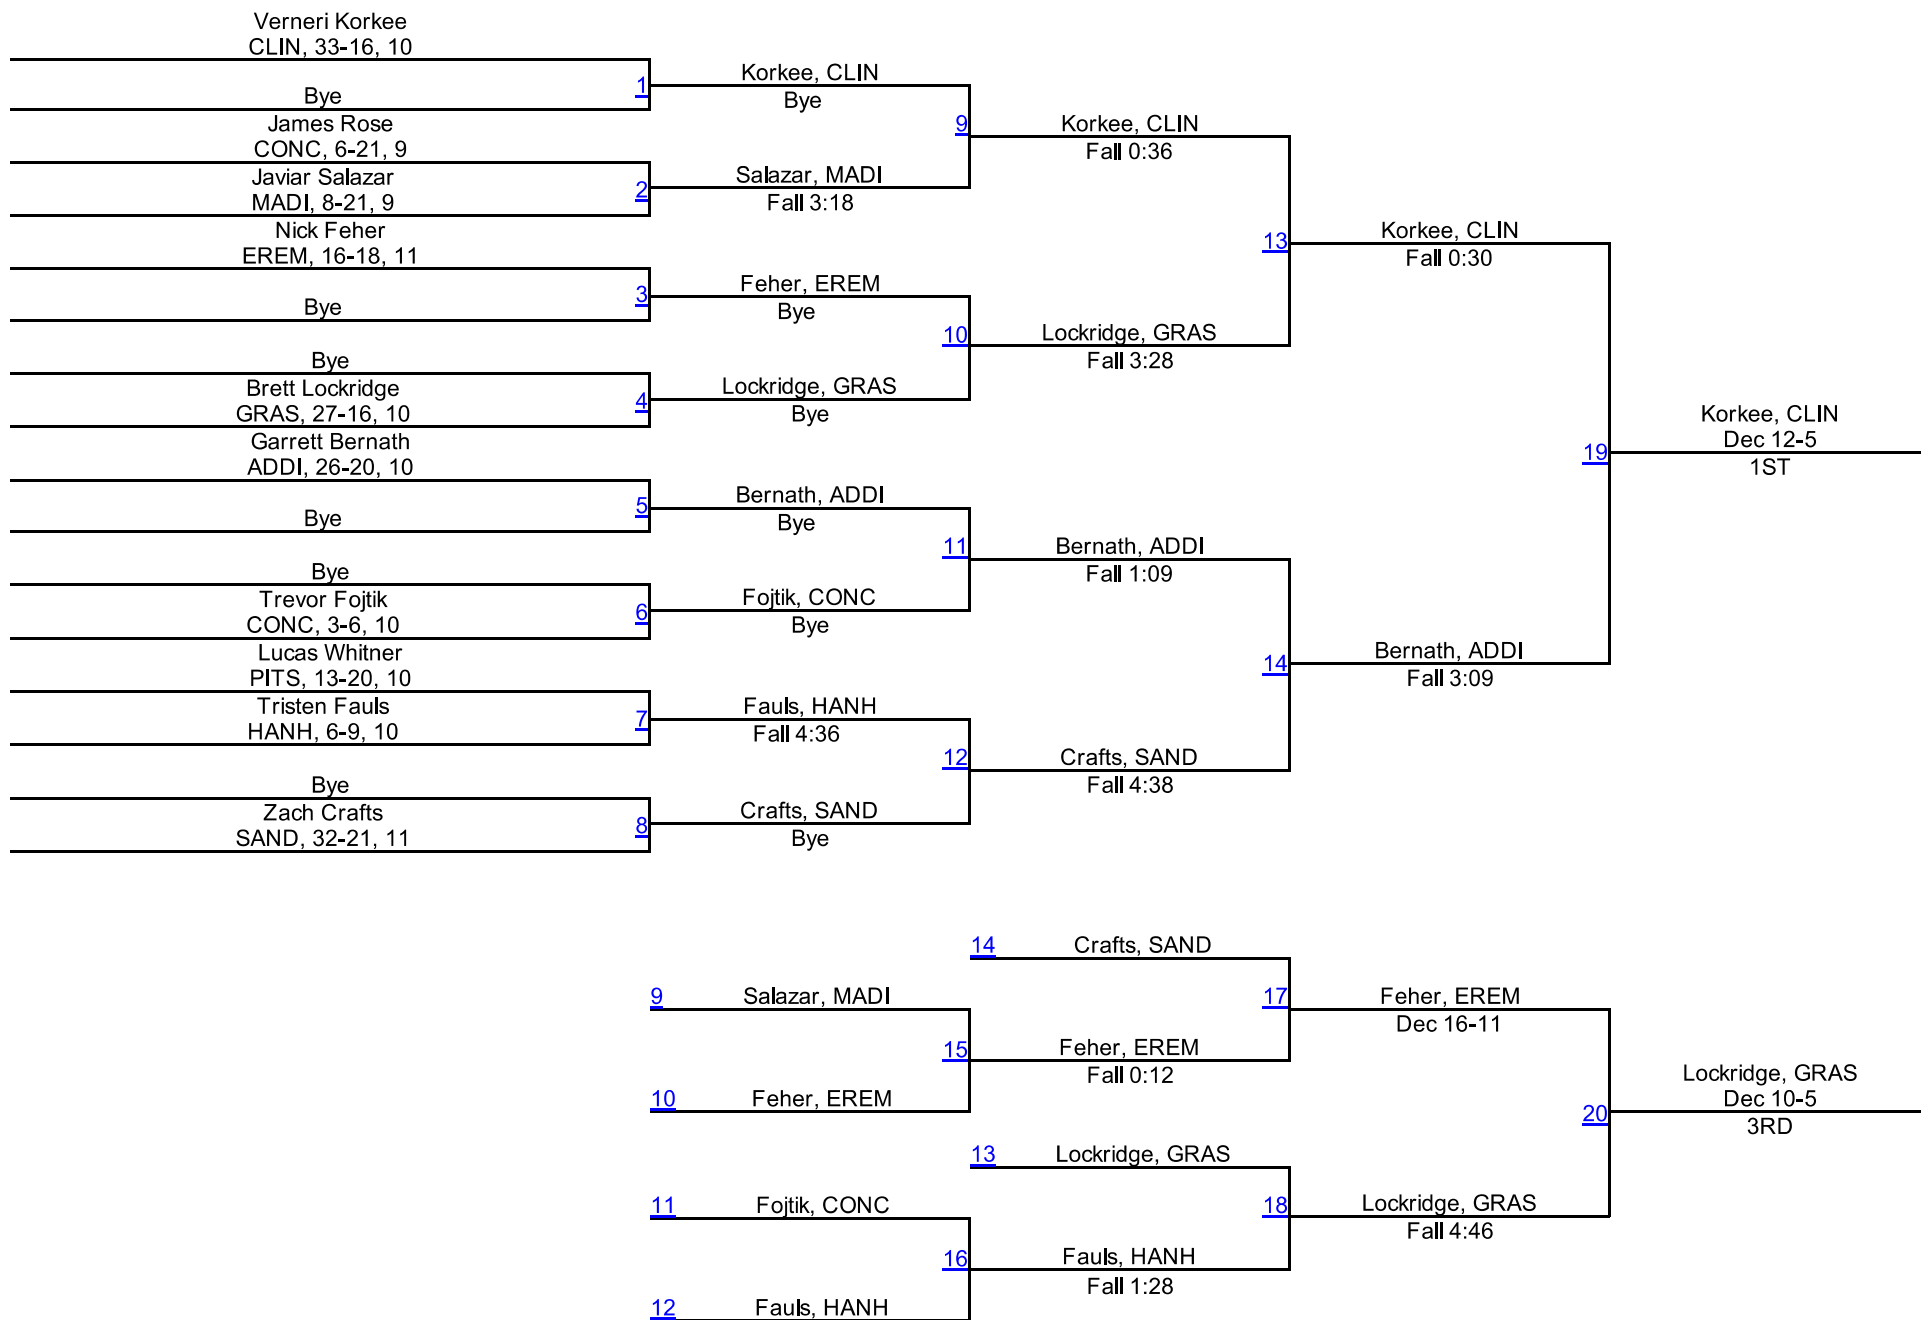 Verneri Korkee
CLIN, 33-16, 10
Bye
1
James Rose
CONC, 6-21, 9
Javiar Salazar
MADI, 8-21, 9
2
Nick Feher
EREM, 16-18, 11
Bye
3
Bye
Brett Lockridge
GRAS, 27-16, 10
4
Garrett Bernath
ADDI, 26-20, 10
Bye
5
Bye
Trevor Fojtik
CONC, 3-6, 10
6
Lucas Whitner
PITS, 13-20, 10
Tristen Fauls
HANH, 6-9, 10
7
Bye
Zach Crafts
SAND, 32-21, 11
8
Korkee, CLIN
Bye
9
Salazar, MADI
Fall 3:18
Feher, EREM
Bye
10
Lockridge, GRAS
Bye
Bernath, ADDI
Bye
11
Fojtik, CONC
Bye
Fauls, HANH
Fall 4:36
12
Crafts, SAND
Bye
Korkee, CLIN
Fall 0:36
13
Lockridge, GRAS
Fall 3:28
Bernath, ADDI
Fall 1:09
14
Crafts, SAND
Fall 4:38
Korkee, CLIN
Fall 0:30
19
Bernath, ADDI
Fall 3:09
Korkee, CLIN
Dec 12-5
1ST
14
Crafts, SAND
9
Salazar, MADI
15
10
Feher, EREM
Feher, EREM
Fall 0:12
17
Feher, EREM
Dec 16-11
13
Lockridge, GRAS
11
Fojtik, CONC
16
12
Fauls, HANH
Fauls, HANH
Fall 1:28
18
Lockridge, GRAS
Fall 4:46
20
Lockridge, GRAS
Dec 10-5
3RD